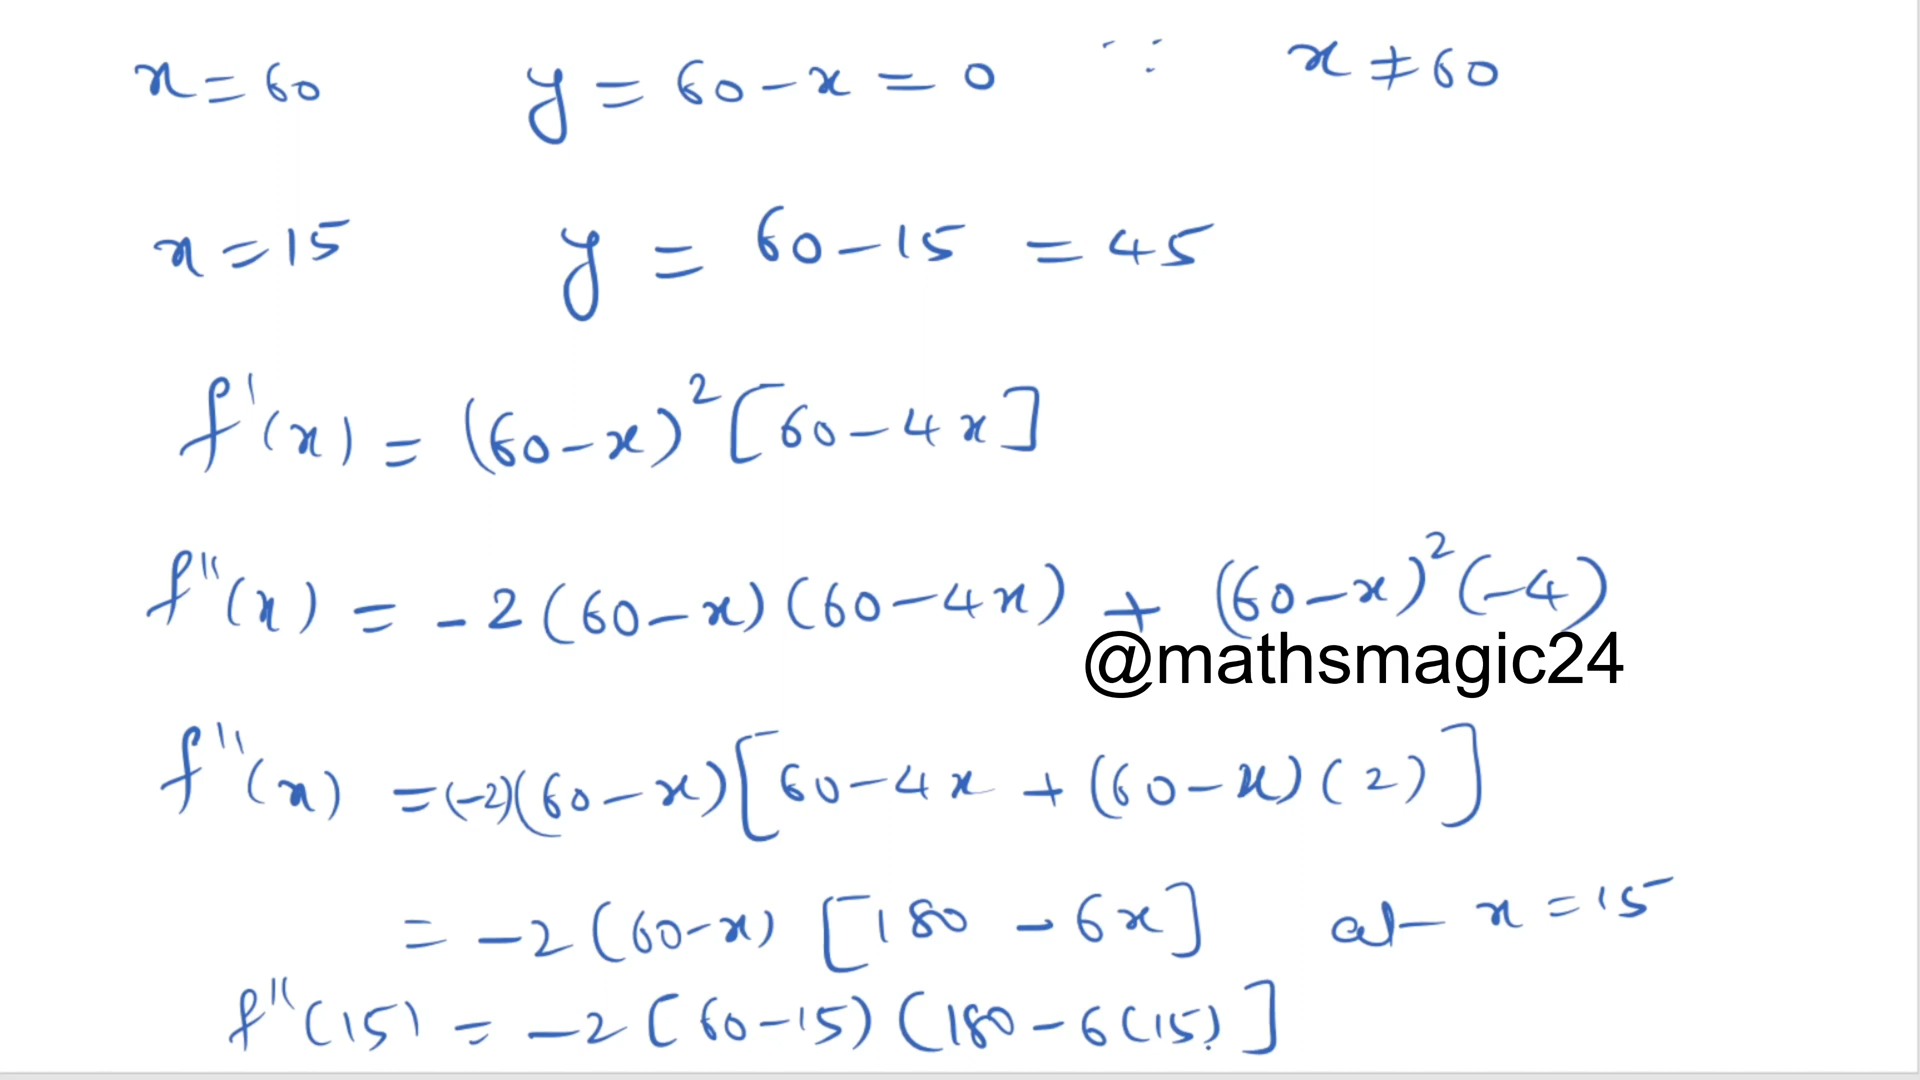 x = 60 y = 60 - x = 0 ∵ x ≠ 60
x = 15 y = 60 - 15 = 45
f'(x) = (60-x)² [60-4x]
f''(x) = -2(60-x)(60-4x) + (60-x)²(-4)
@mathsmagic24
f''(x) = (-2)(60-x)[60-4x + (60-x)(2)]
= -2(60-x) [180 - 6x] at x = 15
f''(15) = -2[60-15)(180-6(15)]